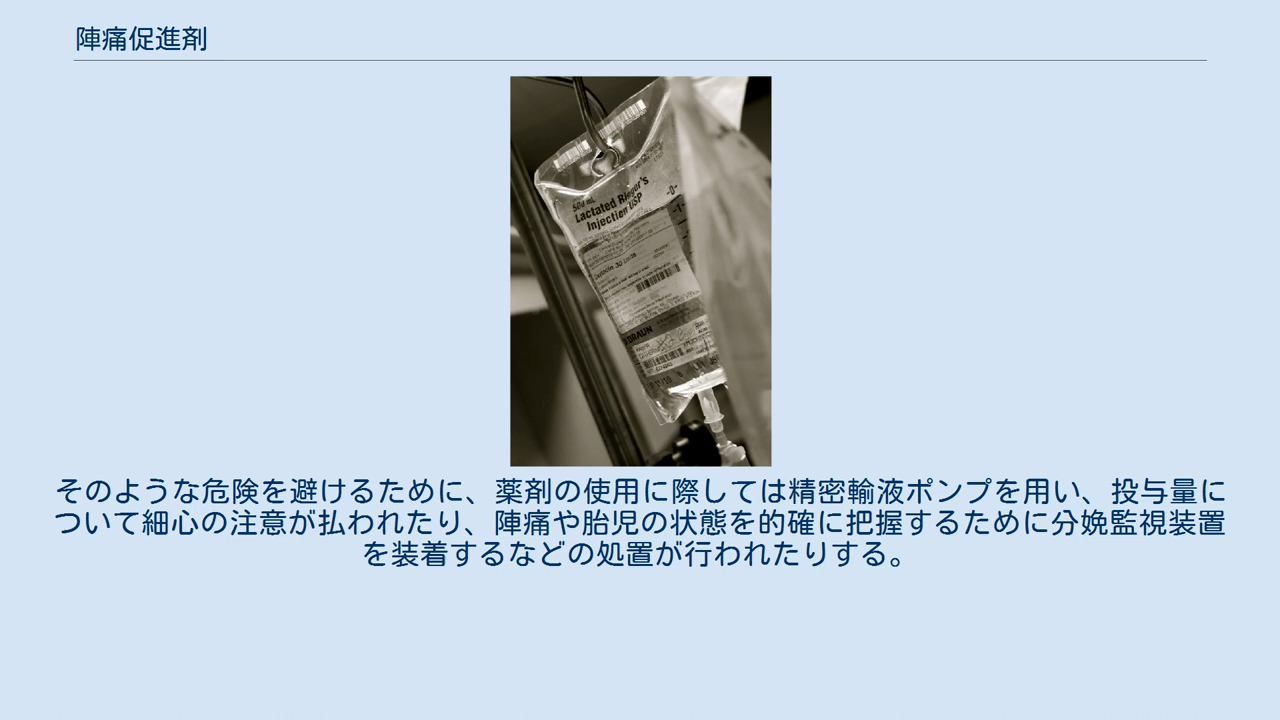 陣痛促進剤
500 mL
Lactated Ringer's
Injection USP
-0-
-1-
30 Units
BRAUN
そのような危険を避けるために、薬剤の使用に際しては精密輸液ポンプを用い、投与量に
ついて細心の注意が払われたり、陣痛や胎児の状態を的確に把握するために分娩監視装置
を装着するなどの処置が行われたりする。